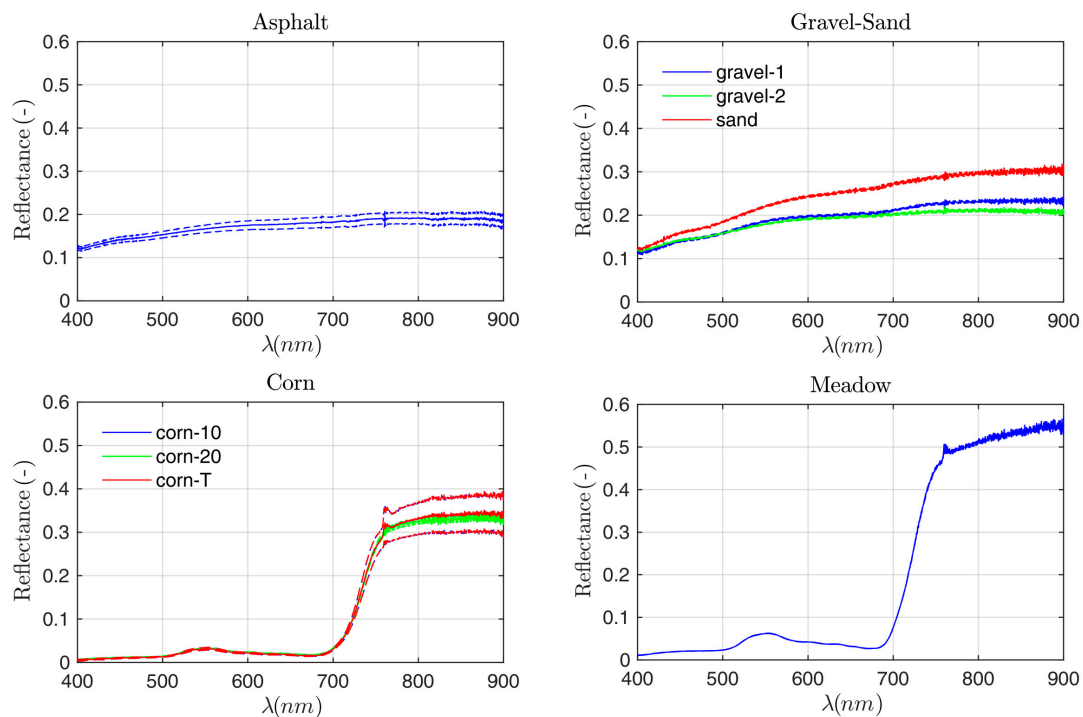 Asphalt
0.6
0.5
0.4
0.3
0.2
0.1
0
Reflectance(-)
400 500 600 700 800 900
λ(nm)
Gravel-Sand
0.6
0.5
0.4
0.3
0.2
0.1
0
Reflectance(-)
gravel-1
gravel-2
sand
400 500 600 700 800 900
λ(nm)
Corn
0.6
0.5
0.4
0.3
0.2
0.1
0
Reflectance(-)
corn-10
corn-20
corn-T
400 500 600 700 800 900
λ(nm)
Meadow
0.6
0.5
0.4
0.3
0.2
0.1
0
Reflectance(-)
400 500 600 700 800 900
λ(nm)